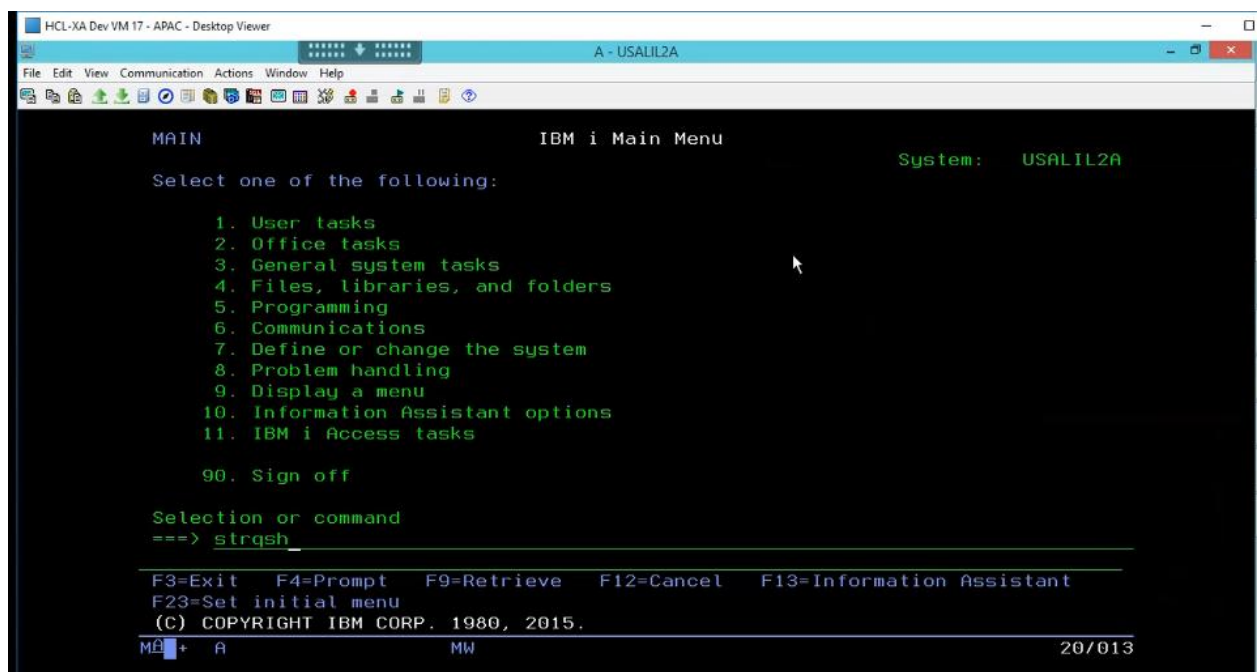 HCL-XA Dev VM 17 - APAC - Desktop Viewer
A - USALIL2A
File Edit View Communication Actions Window Help
MAIN IBM i Main Menu
System: USALIL2A
Select one of the following:
1. User tasks
2. Office tasks
3. General system tasks
4. Files, libraries, and folders
5. Programming
6. Communications
7. Define or change the system
8. Problem handling
9. Display a menu
10. Information Assistant options
11. IBM i Access tasks
90. Sign off
Selection or command
===> strqsh
F3=Exit F4=Prompt F9=Retrieve F12=Cancel F13=Information Assistant
F23=Set initial menu
(C) COPYRIGHT IBM CORP. 1980, 2015.
MA + A MW 20/013